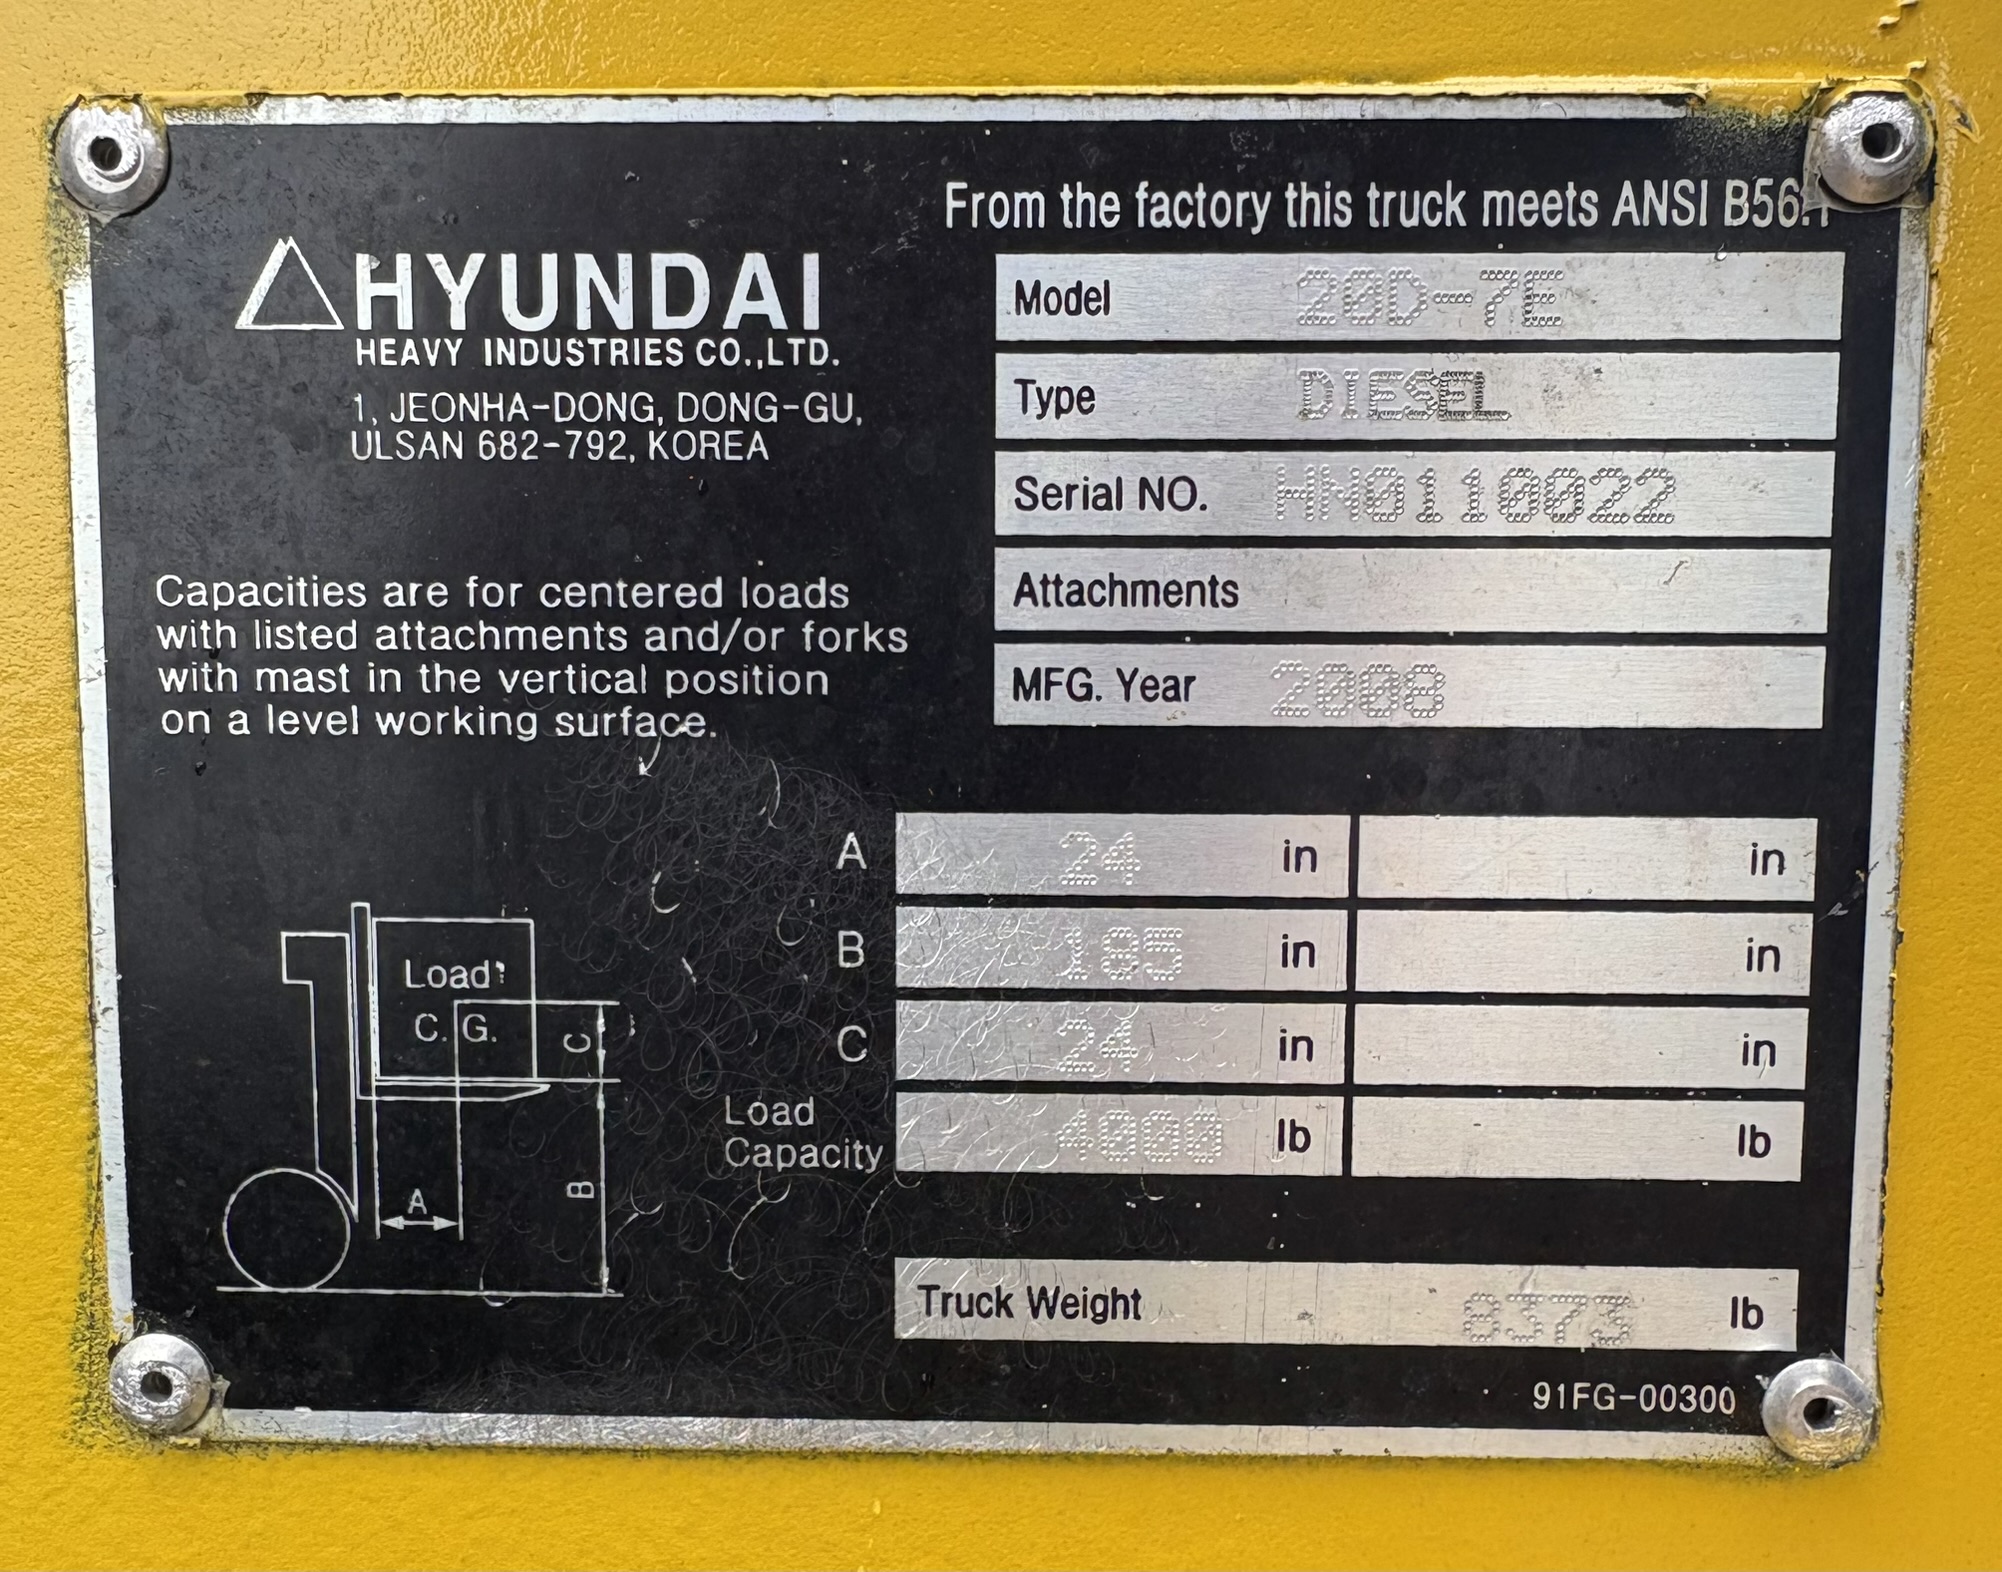 From the factory this truck meets ANSI B56.1
HYUNDAI
HEAVY INDUSTRIES CO.,LTD.
1, JEONHA-DONG, DONG-GU,
ULSAN 682-792, KOREA
Model 20D-7E
Type DIESEL
Serial NO. HN0110022
Attachments
MFG. Year 2008
Capacities are for centered loads
with listed attachments and/or forks
with mast in the vertical position
on a level working surface.
A 24 in in
B 185 in in
C 24 in in
Load
Capacity 4000 lb lb
Load
C. G.
C
B
A
Truck Weight 8373 lb
91FG-00300